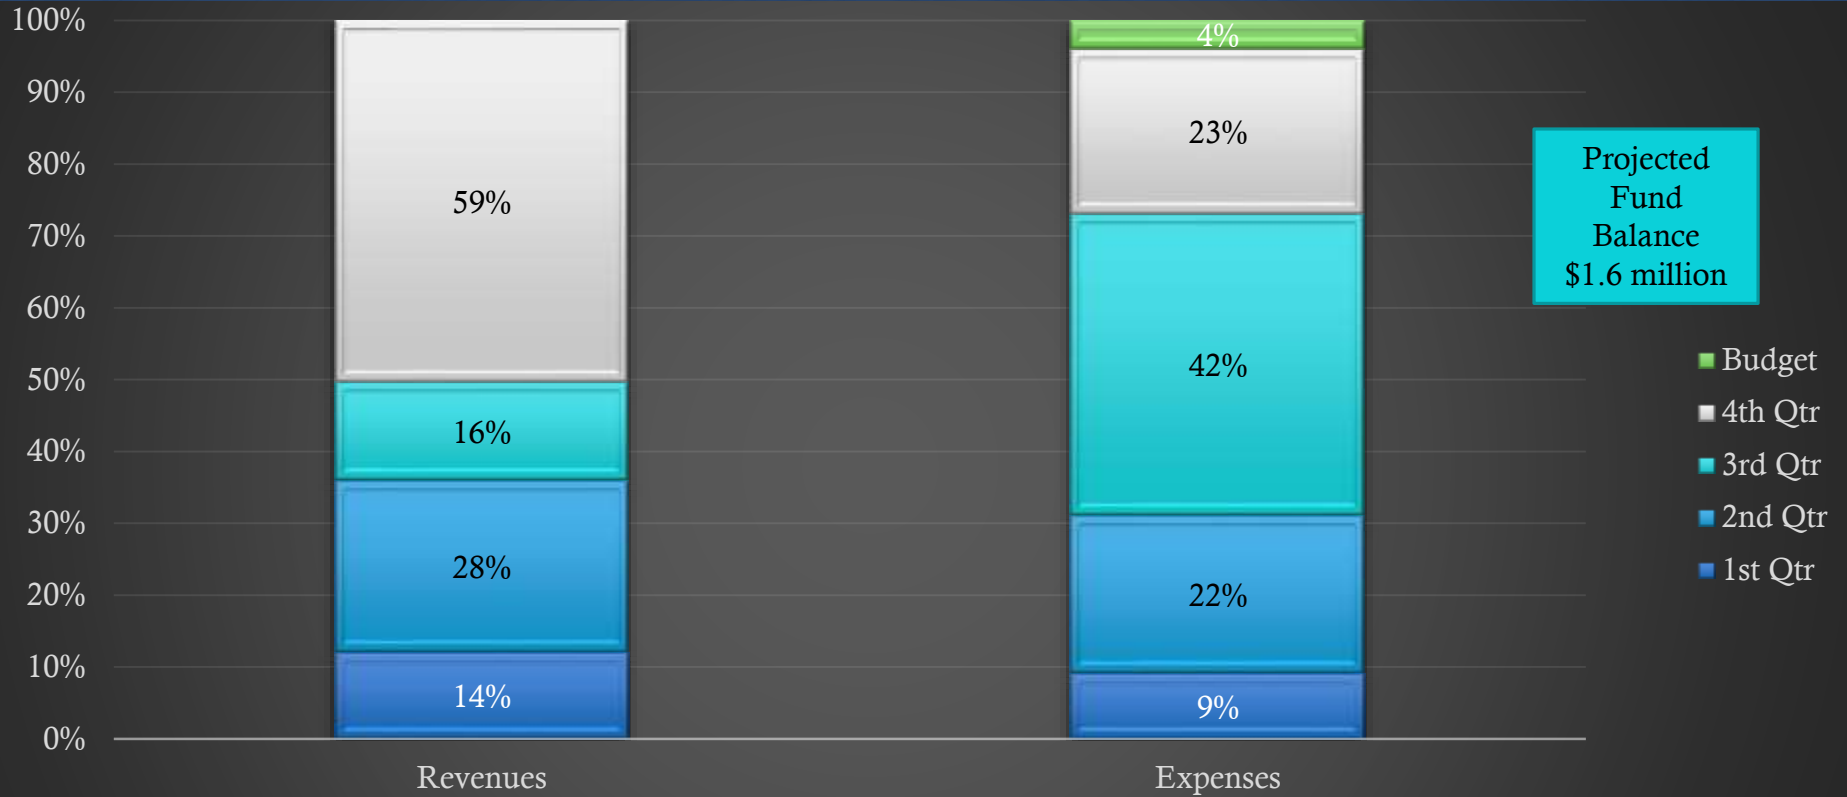 100%
90%
80%
70%
60%
50%
40%
30%
20%
10%
0%
59%
16%
28%
14%
4%
23%
42%
22%
9%
Revenues
Expenses
Projected
Fund
Balance
$1.6 million
Budget
4th Qtr
3rd Qtr
2nd Qtr
1st Qtr